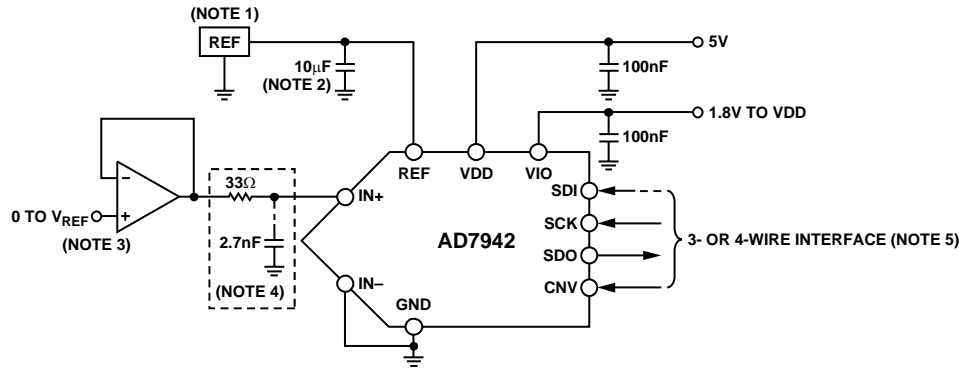 (NOTE 1)
REF
10μF
(NOTE 2)
100nF
5V
100nF
1.8V TO VDD
REF
VDD
VIO
33Ω
IN+
SDI
–
+
0 TO VREF
(NOTE 3)
2.7nF
(NOTE 4)
AD7942
SCK
SDO
CNV
3- OR 4-WIRE INTERFACE (NOTE 5)
IN–
GND